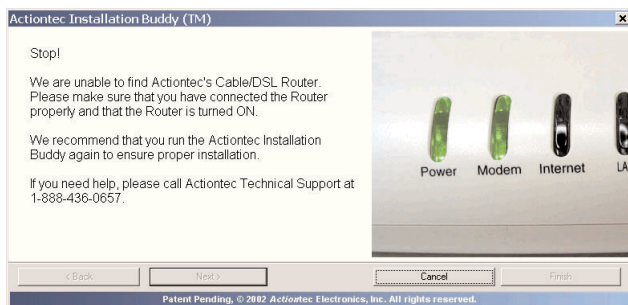 Actiontec Installation Buddy (TM)
Stop!
We are unable to find Actiontec's Cable/DSL Router.
Please make sure that you have connected the Router
properly and that the Router is turned ON.
We recommend that you run the Actiontec Installation
Buddy again to ensure proper installation.
If you need help, please call Actiontec Technical Support at
1-888-436-0657.
Power Modem Internet LA
< Back Next > Cancel Finish
Patent Pending, © 2002 Actiontec Electronics, Inc. All rights reserved.